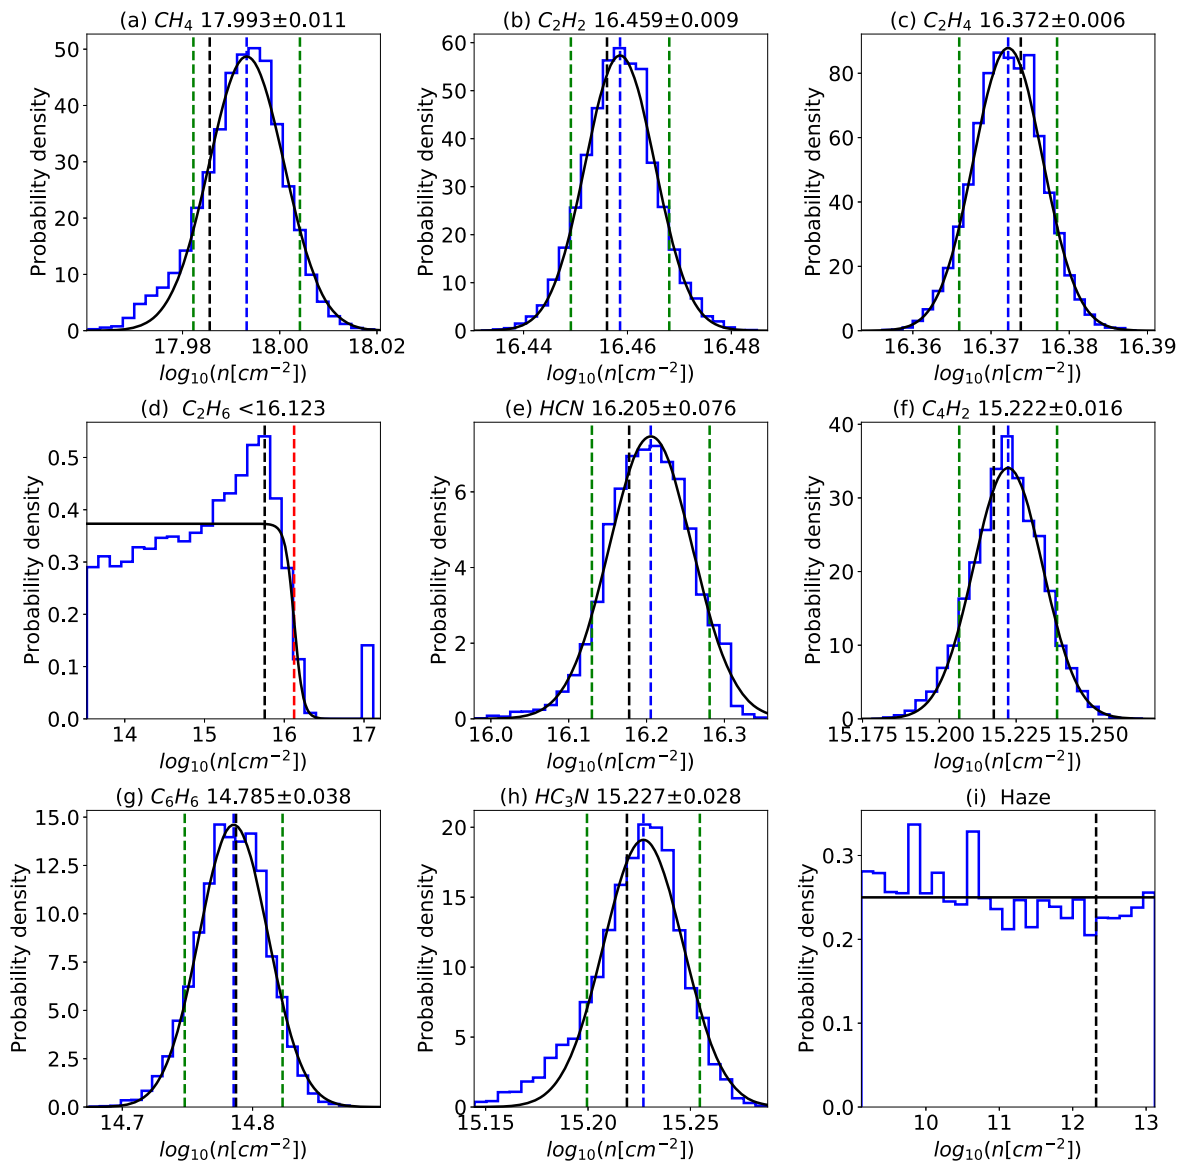 (a) CH₄ 17.993±0.011
Probability density
50
40
30
20
10
0
17.98
18.00
18.02
log₁₀(n[cm⁻²])
(b) C₂H₂ 16.459±0.009
Probability density
60
50
40
30
20
10
0
16.44
16.46
16.48
log₁₀(n[cm⁻²])
(c) C₂H₄ 16.372±0.006
Probability density
80
60
40
20
0
16.36
16.37
16.38
16.39
log₁₀(n[cm⁻²])
(d) C₂H₆ <16.123
Probability density
0.5
0.4
0.3
0.2
0.1
0.0
14
15
16
17
log₁₀(n[cm⁻²])
(e) HCN 16.205±0.076
Probability density
6
4
2
0
16.0
16.1
16.2
16.3
log₁₀(n[cm⁻²])
(f) C₄H₂ 15.222±0.016
Probability density
40
30
20
10
0
15.175
15.200
15.225
15.250
log₁₀(n[cm⁻²])
(g) C₆H₆ 14.785±0.038
Probability density
15.0
12.5
10.0
7.5
5.0
2.5
0.0
14.7
14.8
log₁₀(n[cm⁻²])
(h) HC₃N 15.227±0.028
Probability density
20
15
10
5
0
15.15
15.20
15.25
log₁₀(n[cm⁻²])
(i) Haze
Probability density
0.3
0.2
0.1
0.0
10
11
12
13
log₁₀(n[cm⁻²])